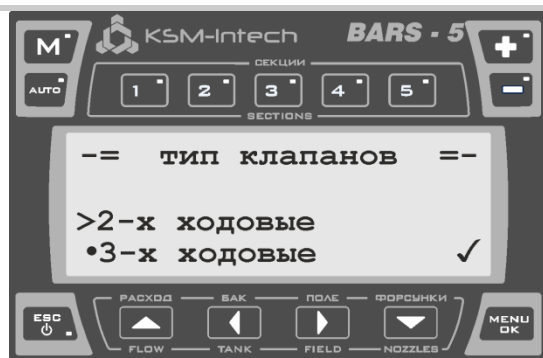 M
KSM-Intech
BARS - 5
+
-
AUTO
СЕКЦИИ
1 2 3 4 5
SECTIONS
-= тип клапанов =-
>2-х ходовые
•3-х ходовые ✓
ESC
РАСХОД БАК ПОЛЕ ФОРСУНКИ
FLOW TANK FIELD NOZZLES
MENU
OK